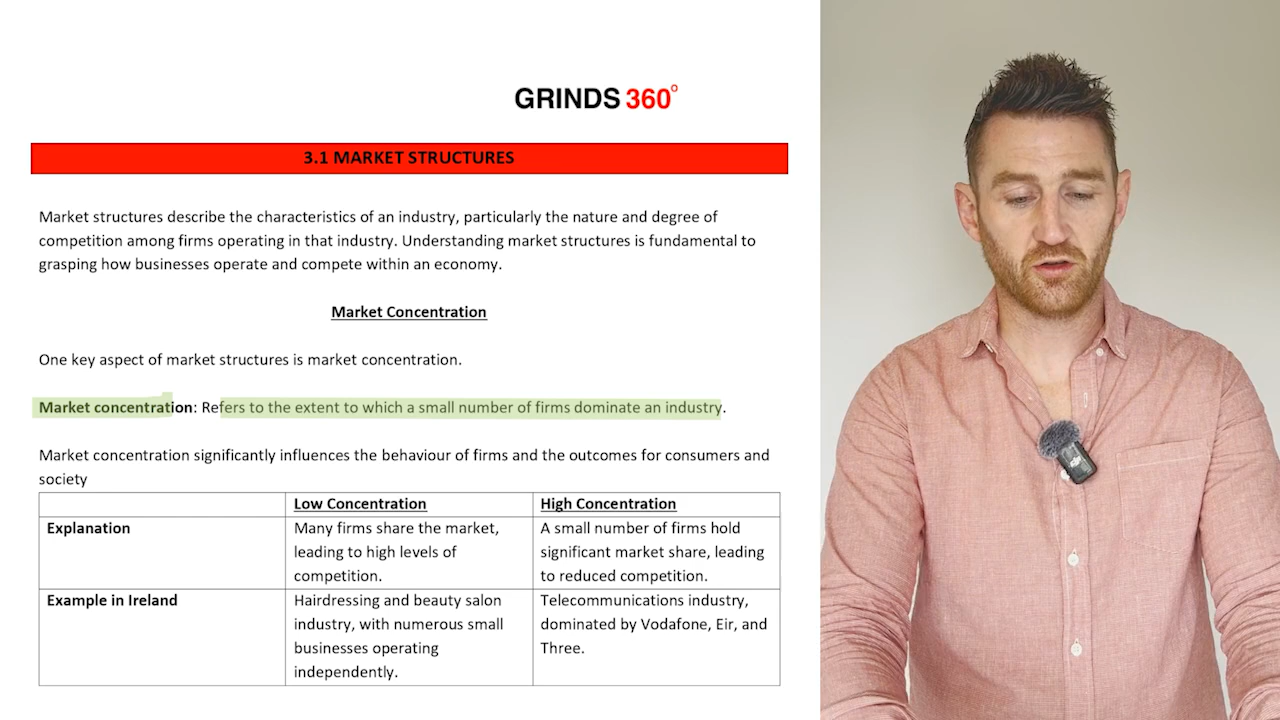 GRINDS 360°
3.1 MARKET STRUCTURES
Market structures describe the characteristics of an industry, particularly the nature and degree of
competition among firms operating in that industry. Understanding market structures is fundamental to
grasping how businesses operate and compete within an economy.
Market Concentration
One key aspect of market structures is market concentration.
Market concentration: Refers to the extent to which a small number of firms dominate an industry.
Market concentration significantly influences the behaviour of firms and the outcomes for consumers and
society
Low Concentration
High Concentration
Explanation
Many firms share the market,
leading to high levels of
competition.
A small number of firms hold
significant market share, leading
to reduced competition.
Example in Ireland
Hairdressing and beauty salon
industry, with numerous small
businesses operating
independently.
Telecommunications industry,
dominated by Vodafone, Eir, and
Three.